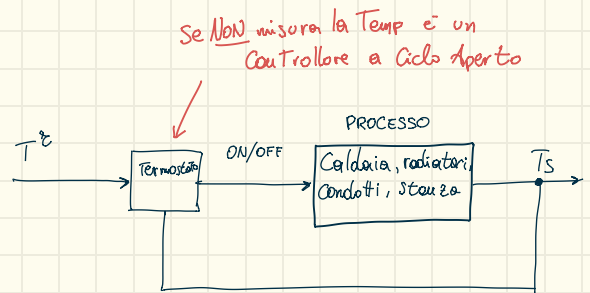 Se NON misura la Temp è un
Controllore a Ciclo Aperto
PROCESSO
T^r
Termostato
ON/OFF
Caldaia, radiatori,
Condotti, stanza
Ts